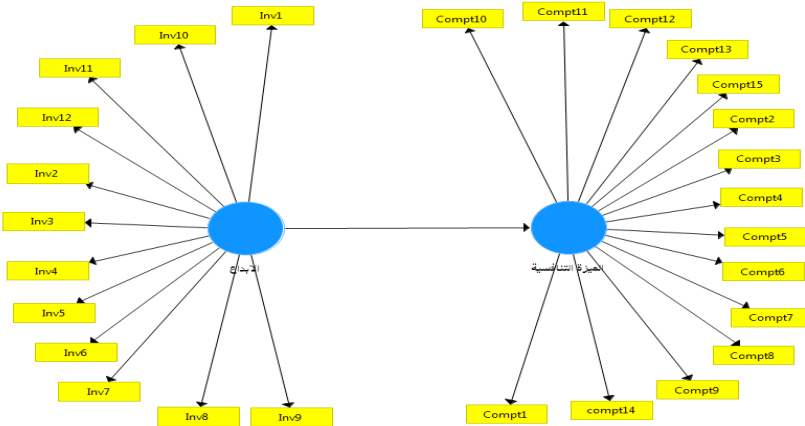 Inv1
Inv10
Inv11
Inv12
Inv2
Inv3
Inv4
Inv5
Inv6
Inv7
Inv8
Inv9
الابداع
Compt10
Compt11
Compt12
Compt13
Compt15
Compt2
Compt3
Compt4
Compt5
Compt6
Compt7
Compt8
Compt9
compt14
Compt1
الميزة التنافسية